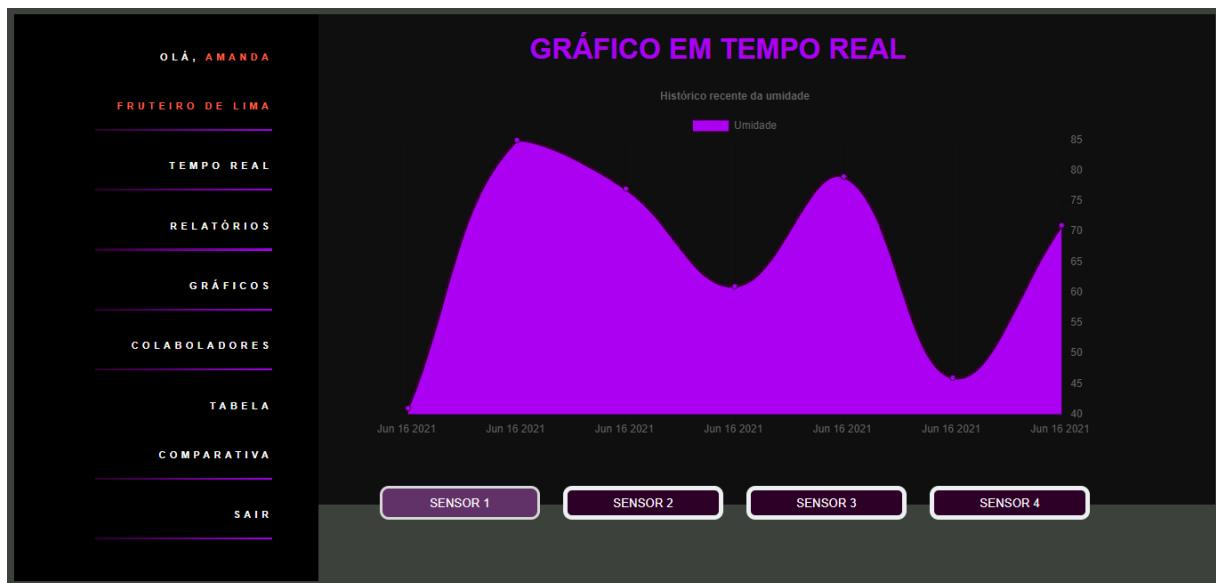 OLÁ, AMANDA
FRUTEIRO DE LIMA
TEMPO REAL
RELATÓRIOS
GRÁFICOS
COLABOLADORES
TABELA
COMPARATIVA
SAIR
GRÁFICO EM TEMPO REAL
Histórico recente da umidade
Umidade
85
80
75
70
65
60
55
50
45
40
Jun 16 2021 Jun 16 2021 Jun 16 2021 Jun 16 2021 Jun 16 2021 Jun 16 2021 Jun 16 2021
SENSOR 1 SENSOR 2 SENSOR 3 SENSOR 4